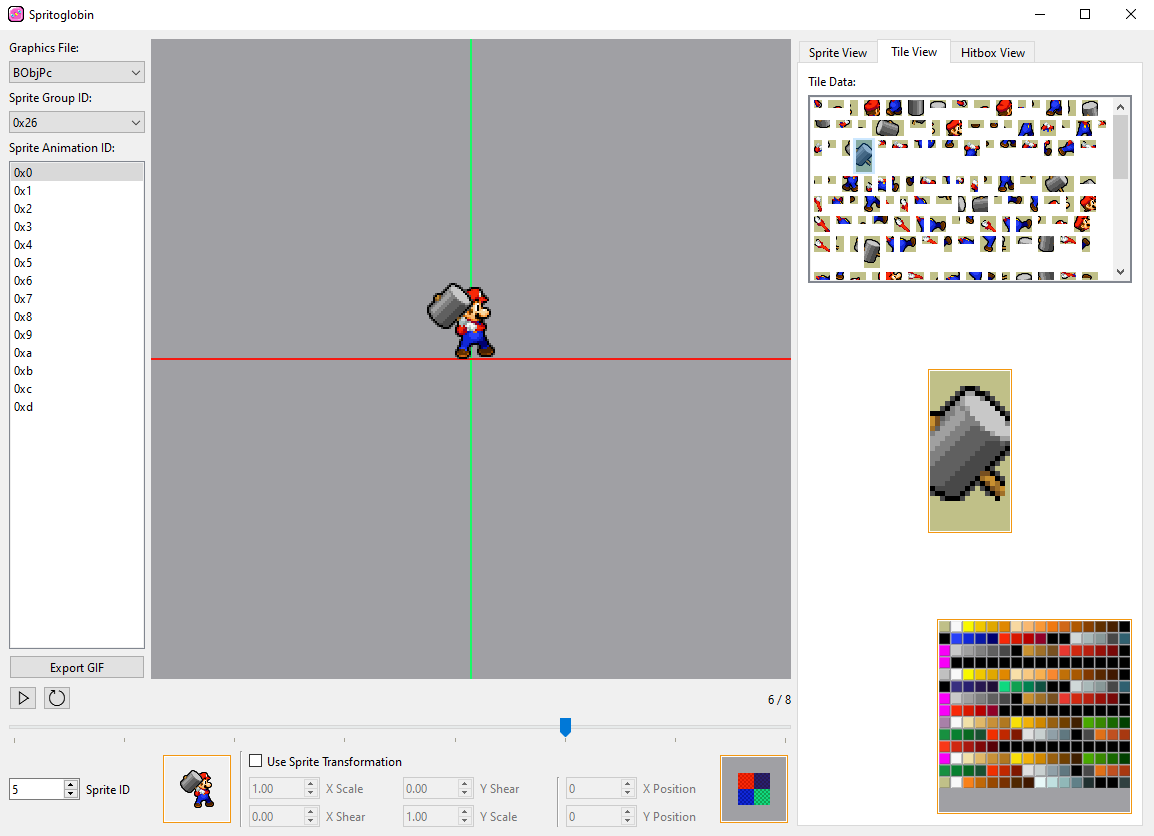 Spritoglobin
Graphics File:
BObjPc
Sprite Group ID:
0x26
Sprite Animation ID:
0x0
0x1
0x2
0x3
0x4
0x5
0x6
0x7
0x8
0x9
0xa
0xb
0xc
0xd
Export GIF
6 / 8
5 Sprite ID
Use Sprite Transformation
1.00 X Scale 0.00 Y Shear 0 X Position
0.00 X Shear 1.00 Y Scale 0 Y Position
Sprite View Tile View Hitbox View
Tile Data: